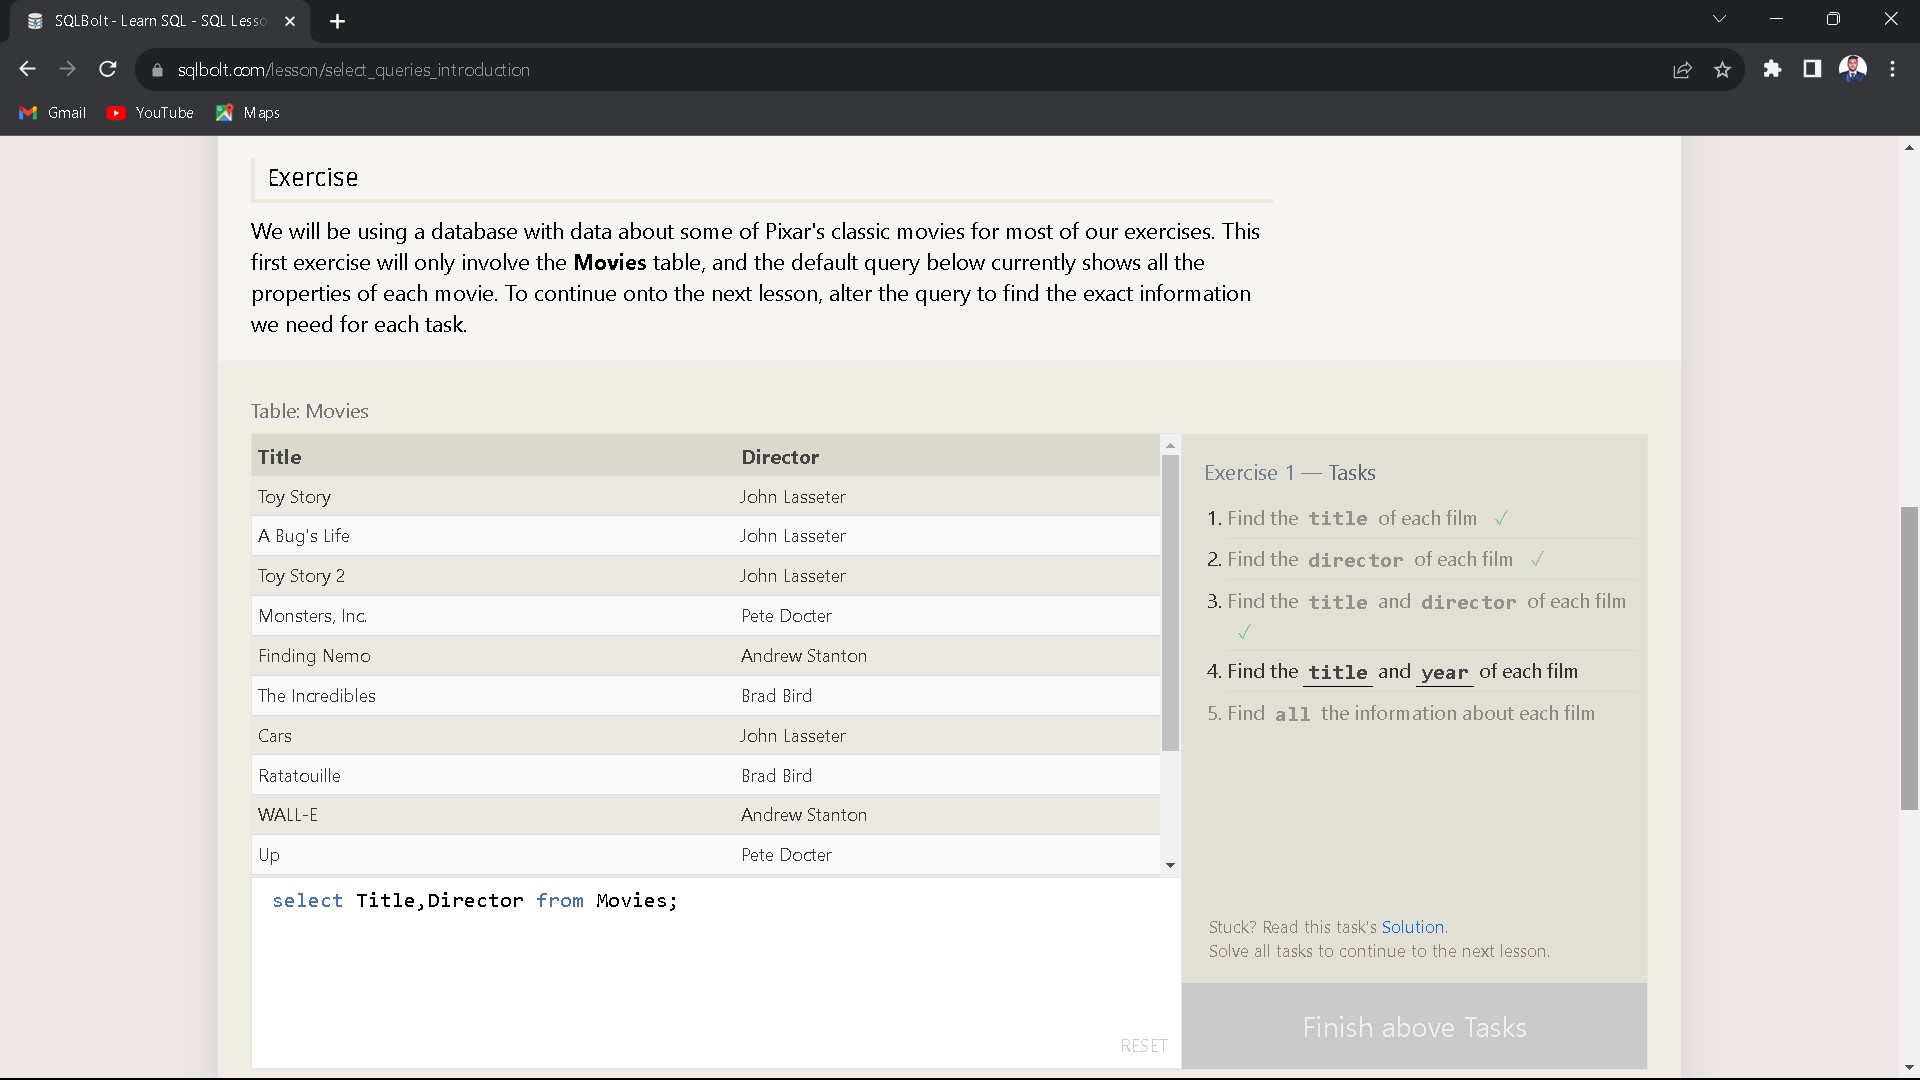 SQLBolt - Learn SQL - SQL Lesso
sqlbolt.com/lesson/select_queries_introduction
Gmail
YouTube
Maps
Exercise
We will be using a database with data about some of Pixar's classic movies for most of our exercises. This
first exercise will only involve the Movies table, and the default query below currently shows all the
properties of each movie. To continue onto the next lesson, alter the query to find the exact information
we need for each task.
Table: Movies
Title Director
Toy Story John Lasseter
A Bug's Life John Lasseter
Toy Story 2 John Lasseter
Monsters, Inc. Pete Docter
Finding Nemo Andrew Stanton
The Incredibles Brad Bird
Cars John Lasseter
Ratatouille Brad Bird
WALL-E Andrew Stanton
Up Pete Docter
select Title,Director from Movies;
RESET
Exercise 1 — Tasks
1. Find the title of each film ✓
2. Find the director of each film ✓
3. Find the title and director of each film
✓
4. Find the title and year of each film
5. Find all the information about each film
Stuck? Read this task's Solution.
Solve all tasks to continue to the next lesson.
Finish above Tasks